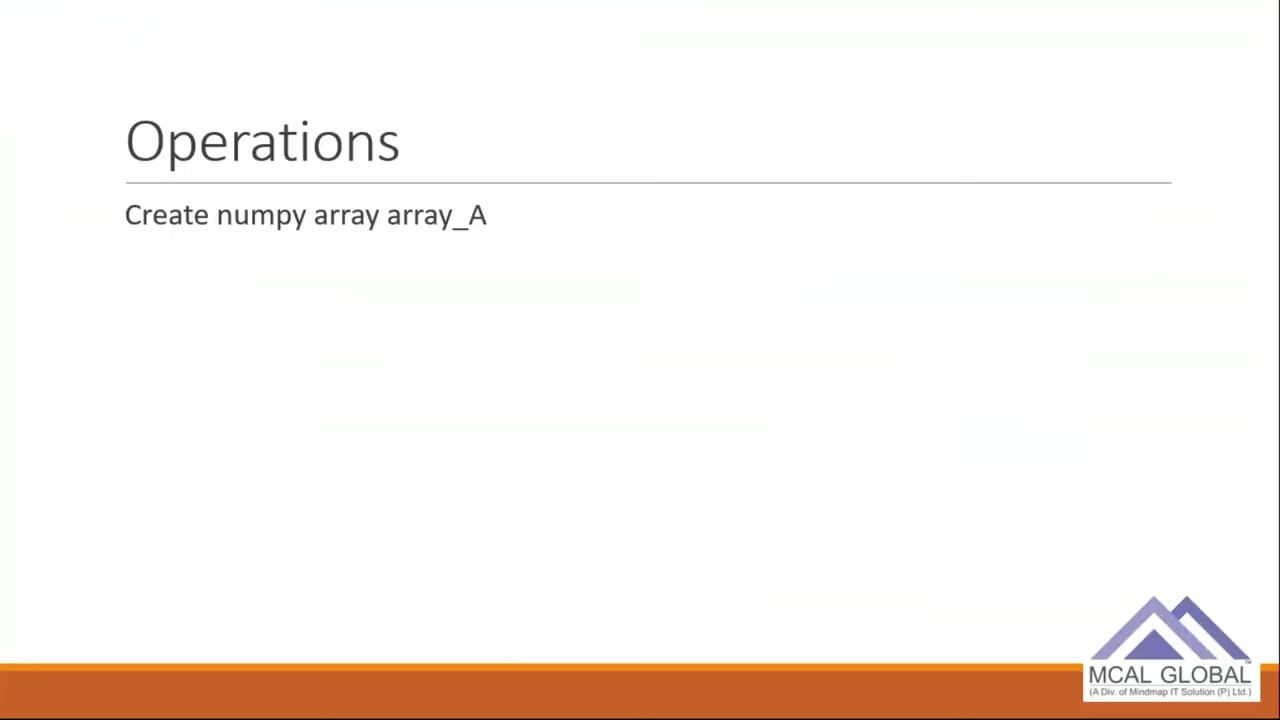 Operations
Create numpy array array_A
MCAL GLOBAL
(A Div. of Mindmap IT Solution (P) Ltd.)